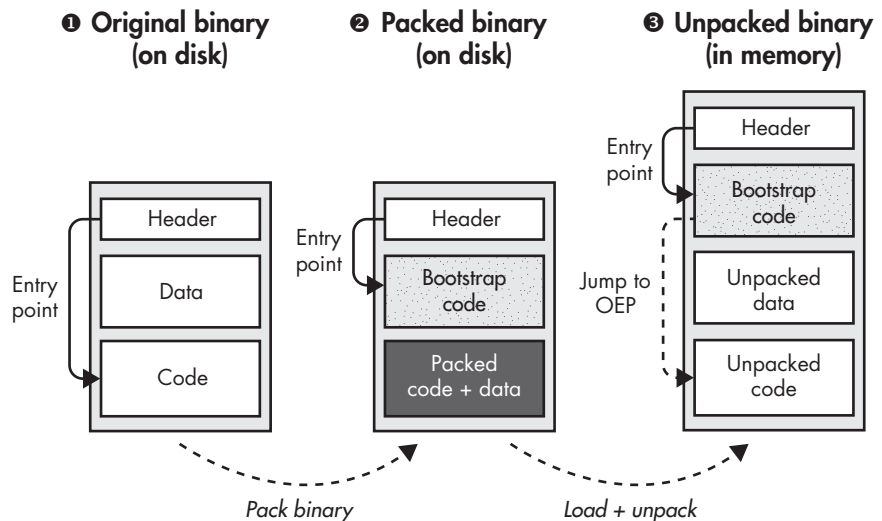 ❶ Original binary
(on disk)
Header
Data
Code
Entry
point
❷ Packed binary
(on disk)
Header
Bootstrap
code
Packed
code + data
Entry
point
❸ Unpacked binary
(in memory)
Header
Bootstrap
code
Unpacked
data
Unpacked
code
Entry
point
Jump to
OEP
Pack binary
Load + unpack